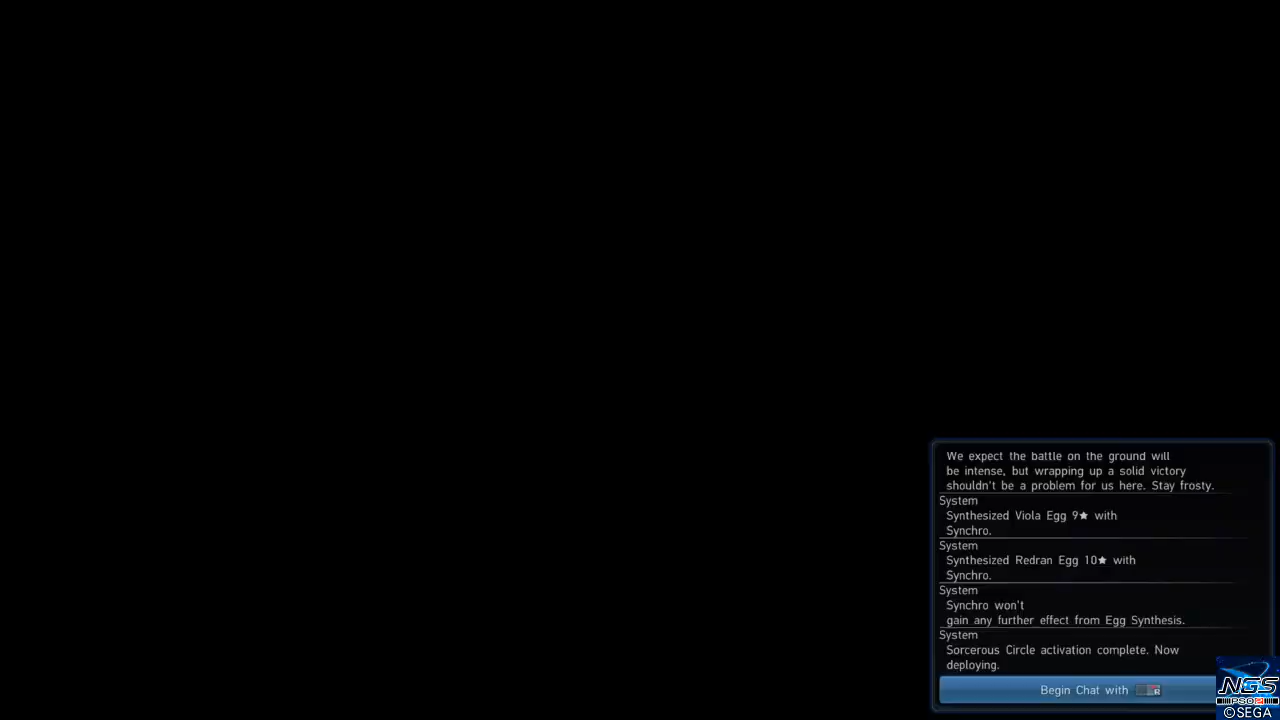 We expect the battle on the ground will
be intense, but wrapping up a solid victory
shouldn't be a problem for us here. Stay frosty.
System
Synthesized Viola Egg 9★ with
Synchro.
System
Synthesized Redran Egg 10★ with
Synchro.
System
Synchro won't
gain any further effect from Egg Synthesis.
System
Sorcerous Circle activation complete. Now
deploying.
Begin Chat with R
NGS
PSO2
©SEGA